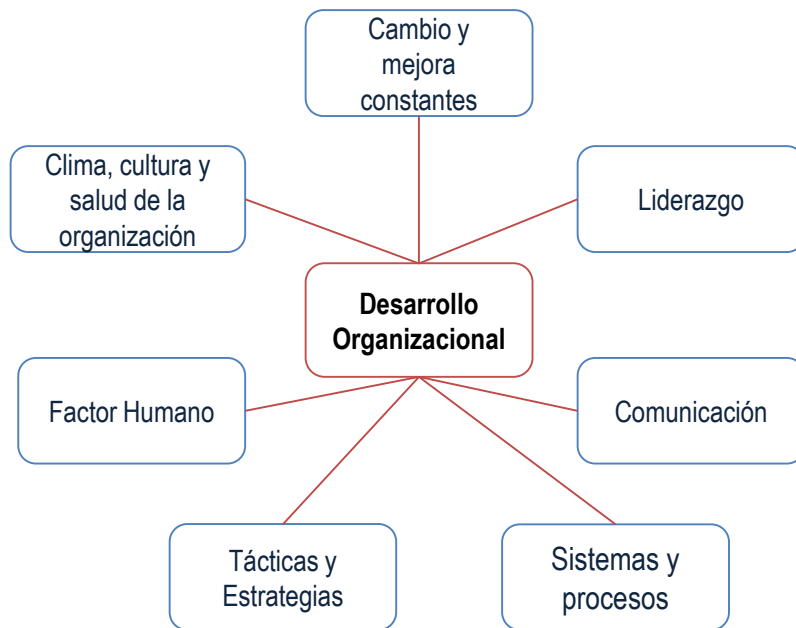 Cambio y
mejora
constantes
Clima, cultura y
salud de la
organización
Liderazgo
Desarrollo
Organizacional
Factor Humano
Comunicación
Tácticas y
Estrategias
Sistemas y
procesos